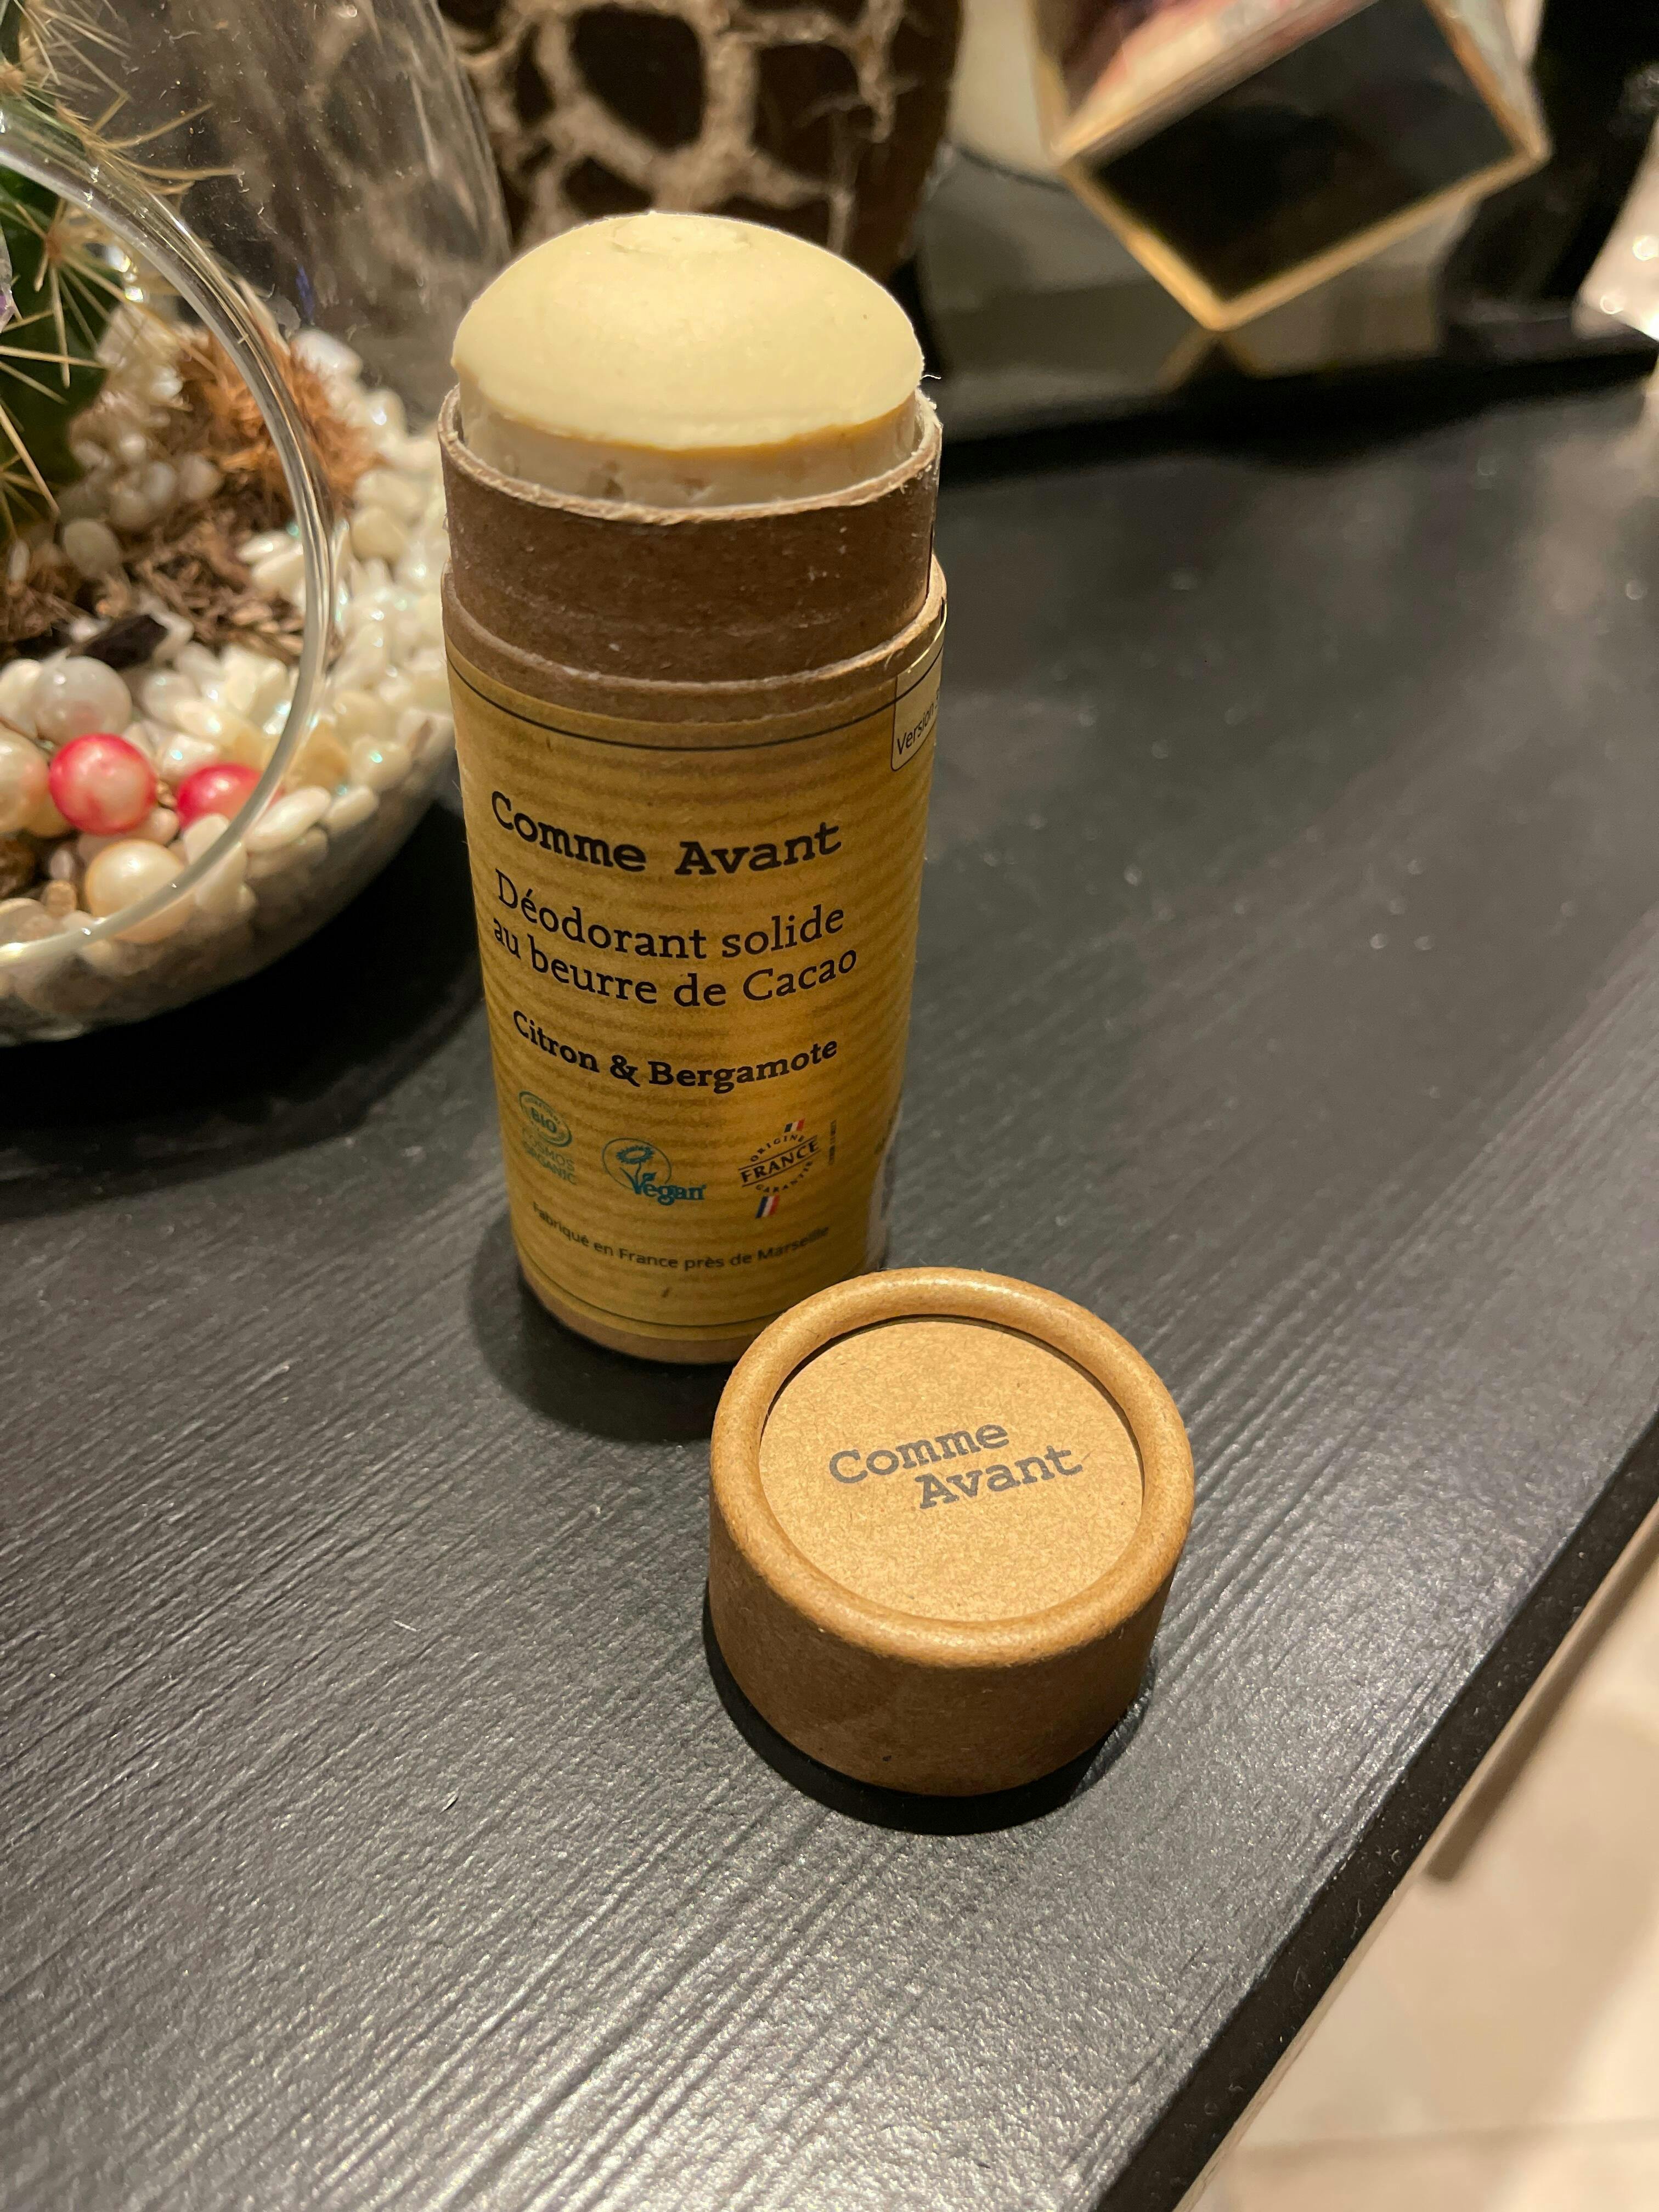 Version
Comme Avant
Déodorant solide
au beurre de Cacao
Citron & Bergamote
BIO
COSMOS
ORGANIC
Vegan
ORIGINE
FRANCE
GARANTIE
Fabriqué en France près de Marseille
Comme
Avant